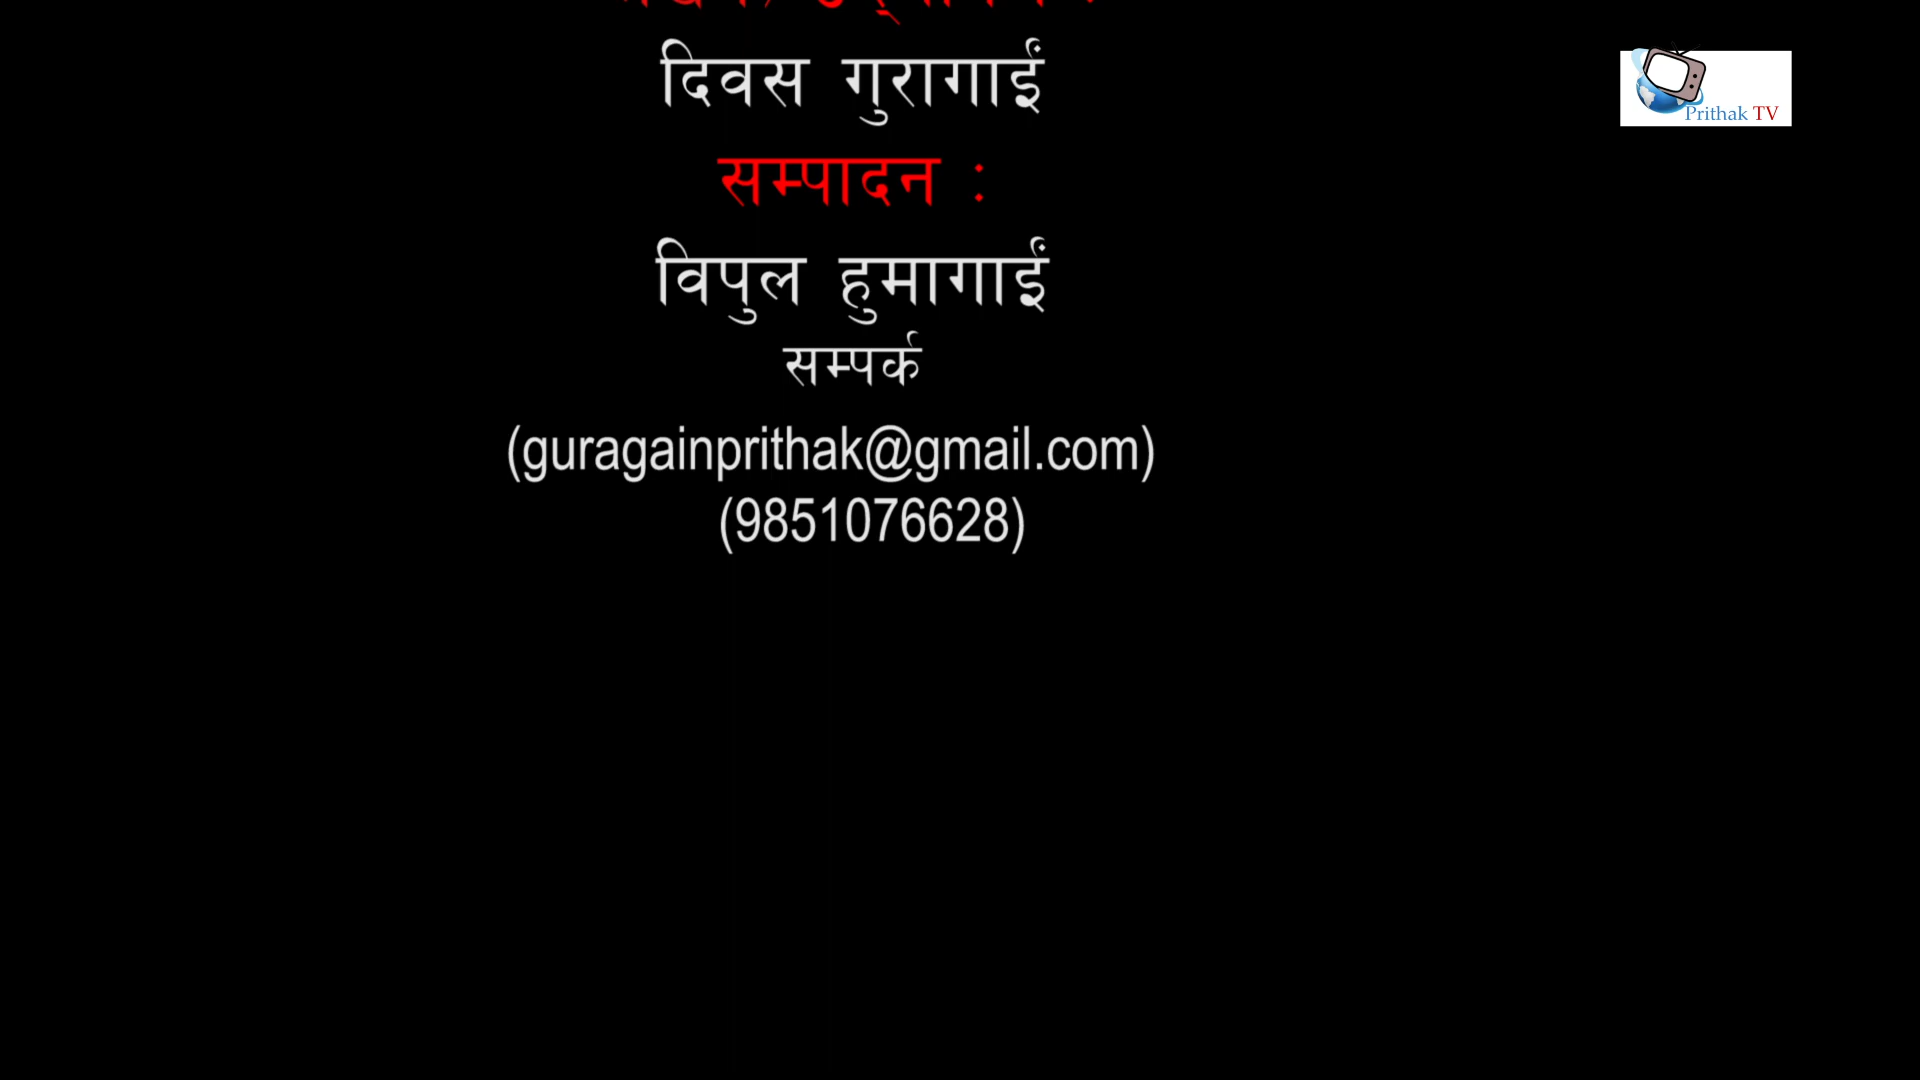 दिवस गुरागाईं
सम्पादन :
विपुल हुमागाईं
सम्पर्क
(guragainprithak@gmail.com)
(9851076628)
Prithak TV